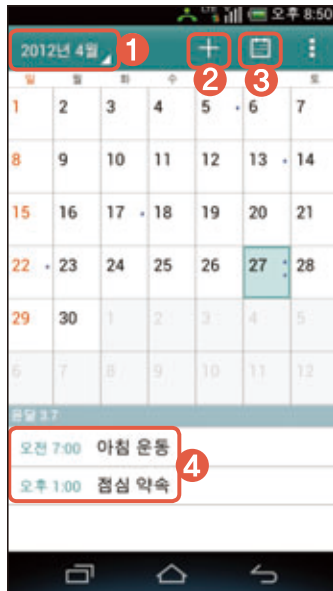 LTE 오후 8:50
2012년 4월 1 2 3
일 월 화 수 토
1 2 3 4 5 6 7
8 9 10 11 12 13 14
15 16 17 18 19 20 21
22 23 24 25 26 27 28
29 30 1 2 3 4 5
6 7 8 9 10 11 12
윤달 3.7
오전 7:00 아침 운동
4
오후 1:00 점심 약속